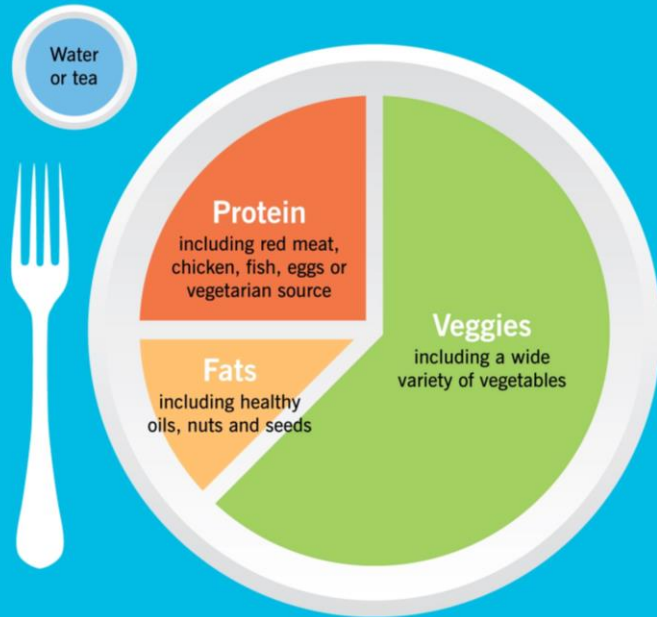 Water
or tea
Protein
including red meat,
chicken, fish, eggs or
vegetarian source
Veggies
including a wide
variety of vegetables
Fats
including healthy
oils, nuts and seeds